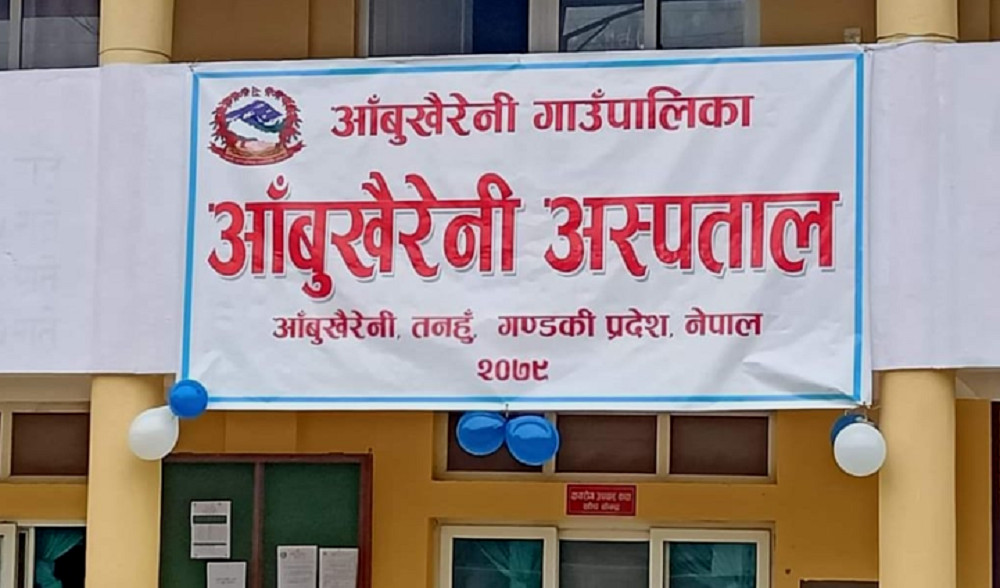 आँबुखैरेनी गाउँपालिका
आँबुखैरेनी अस्पताल
आँबुखैरेनी, तनहुँ, गण्डकी प्रदेश, नेपाल
२०७९